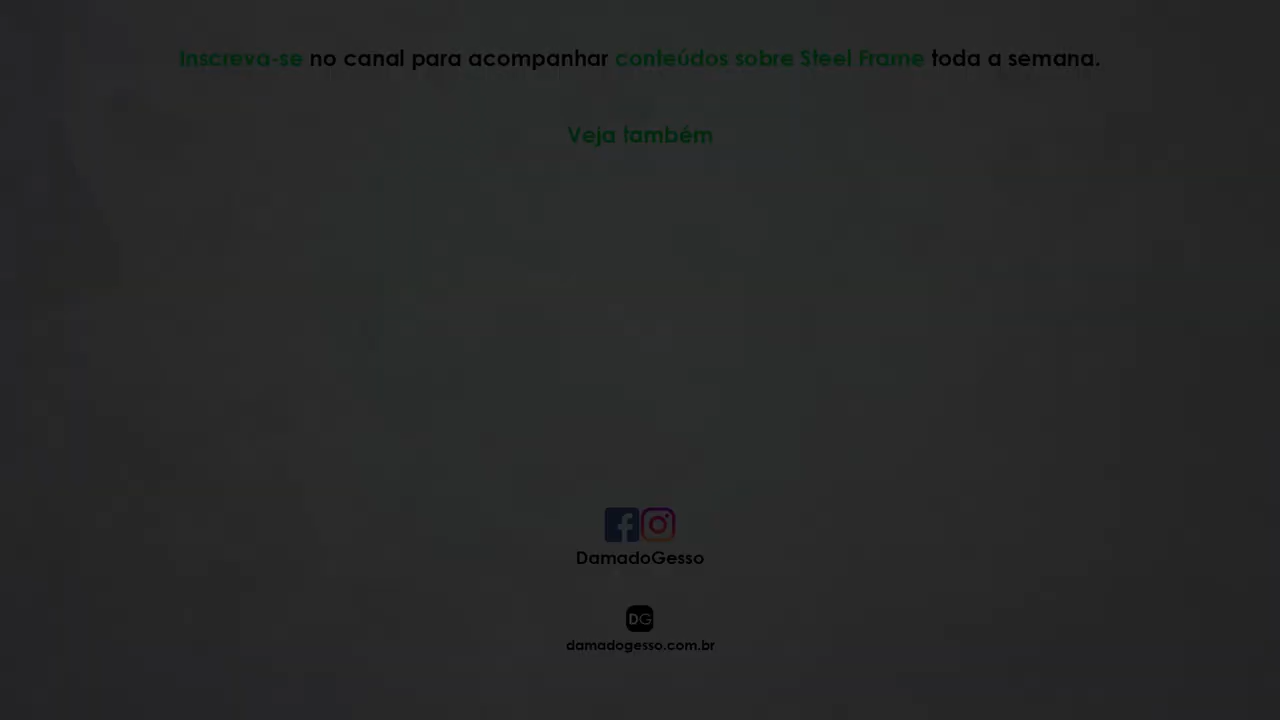 Inscreva-se no canal para acompanhar conteúdos sobre Steel Frame toda a semana.
Veja também
DamadoGesso
DG
damadogesso.com.br